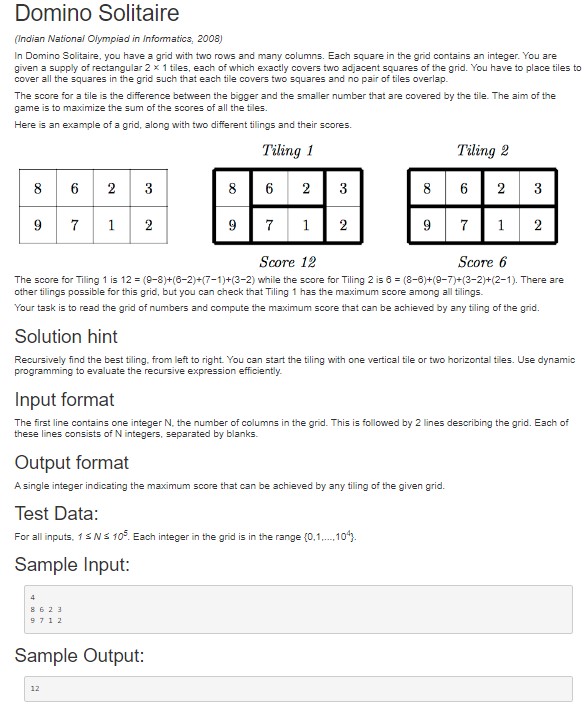 Domino Solitaire
(Indian National Olympiad in Informatics, 2008)
In Domino Solitaire, you have a grid with two rows and many columns. Each square in the grid contains an integer. You are
given a supply of rectangular 2 × 1 tiles, each of which exactly covers two adjacent squares of the grid. You have to place tiles to
cover all the squares in the grid such that each tile covers two squares and no pair of tiles overlap.
The score for a tile is the difference between the bigger and the smaller number that are covered by the tile. The aim of the
game is to maximize the sum of the scores of all the tiles.
Here is an example of a grid, along with two different tilings and their scores.
Tiling 1 Tiling 2
8 6 2 3 8 6 2 3 8 6 2 3
9 7 1 2 9 7 1 2 9 7 1 2
Score 12 Score 6
The score for Tiling 1 is 12 = (9-8)+(6-2)+(7-1)+(3-2) while the score for Tiling 2 is 6 = (8-6)+(9-7)+(3-2)+(2-1). There are
other tilings possible for this grid, but you can check that Tiling 1 has the maximum score among all tilings.
Your task is to read the grid of numbers and compute the maximum score that can be achieved by any tiling of the grid.
Solution hint
Recursively find the best tiling, from left to right. You can start the tiling with one vertical tile or two horizontal tiles. Use dynamic
programming to evaluate the recursive expression efficiently.
Input format
The first line contains one integer N, the number of columns in the grid. This is followed by 2 lines describing the grid. Each of
these lines consists of N integers, separated by blanks.
Output format
A single integer indicating the maximum score that can be achieved by any tiling of the given grid.
Test Data:
For all inputs, 1 ≤ N ≤ 10⁵. Each integer in the grid is in the range {0,1,...,10⁴}.
Sample Input:
4
8 6 2 3
9 7 1 2
Sample Output:
12